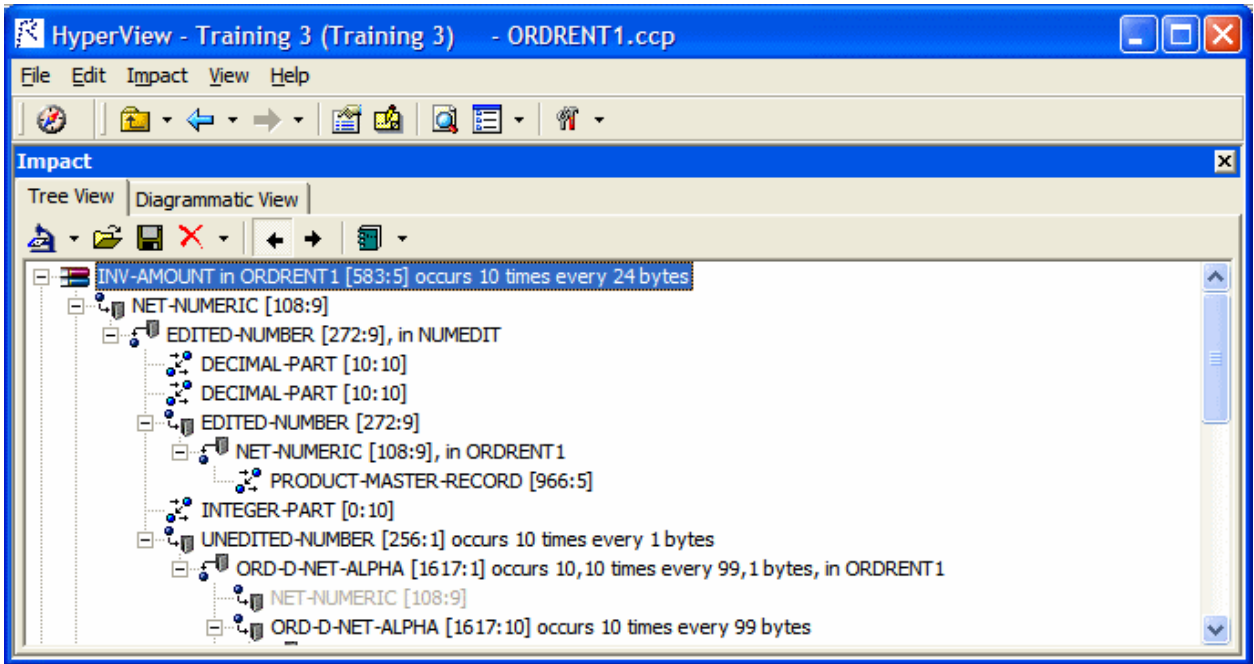 HyperView - Training 3 (Training 3) - ORDRENT1.ccp
File Edit Impact View Help
Impact
Tree View Diagrammatic View
INV-AMOUNT in ORDRENT1 [583:5] occurs 10 times every 24 bytes
NET-NUMERIC [108:9]
EDITED-NUMBER [272:9], in NUMEDIT
DECIMAL-PART [10:10]
DECIMAL-PART [10:10]
EDITED-NUMBER [272:9]
NET-NUMERIC [108:9], in ORDRENT1
PRODUCT-MASTER-RECORD [966:5]
INTEGER-PART [0:10]
UNEDITED-NUMBER [256:1] occurs 10 times every 1 bytes
ORD-D-NET-ALPHA [1617:1] occurs 10,10 times every 99,1 bytes, in ORDRENT1
NET-NUMERIC [108:9]
ORD-D-NET-ALPHA [1617:10] occurs 10 times every 99 bytes